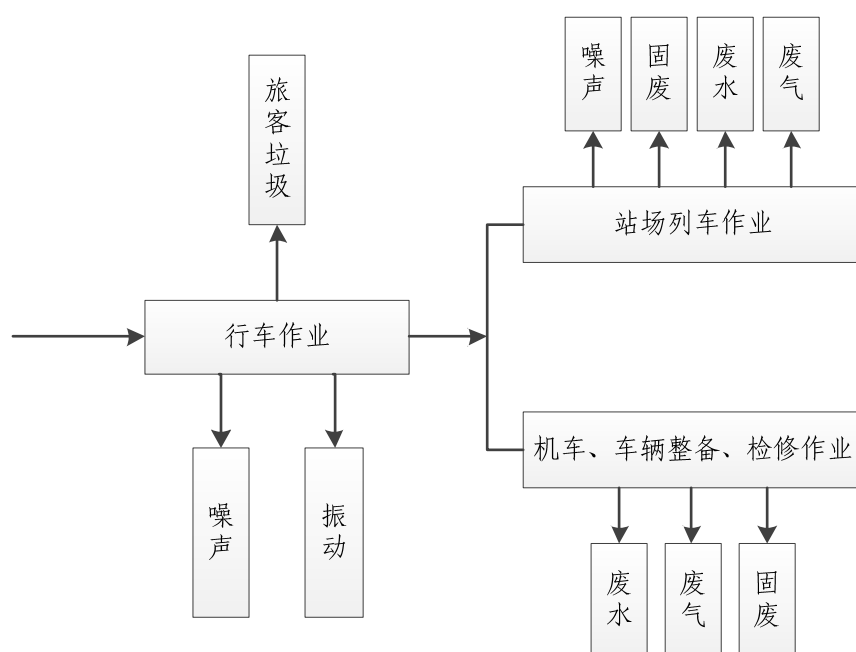 噪声
固废
废水
废气
旅客垃圾
站场列车作业
行车作业
机车、车辆整备、检修作业
噪声
振动
废水
废气
固废